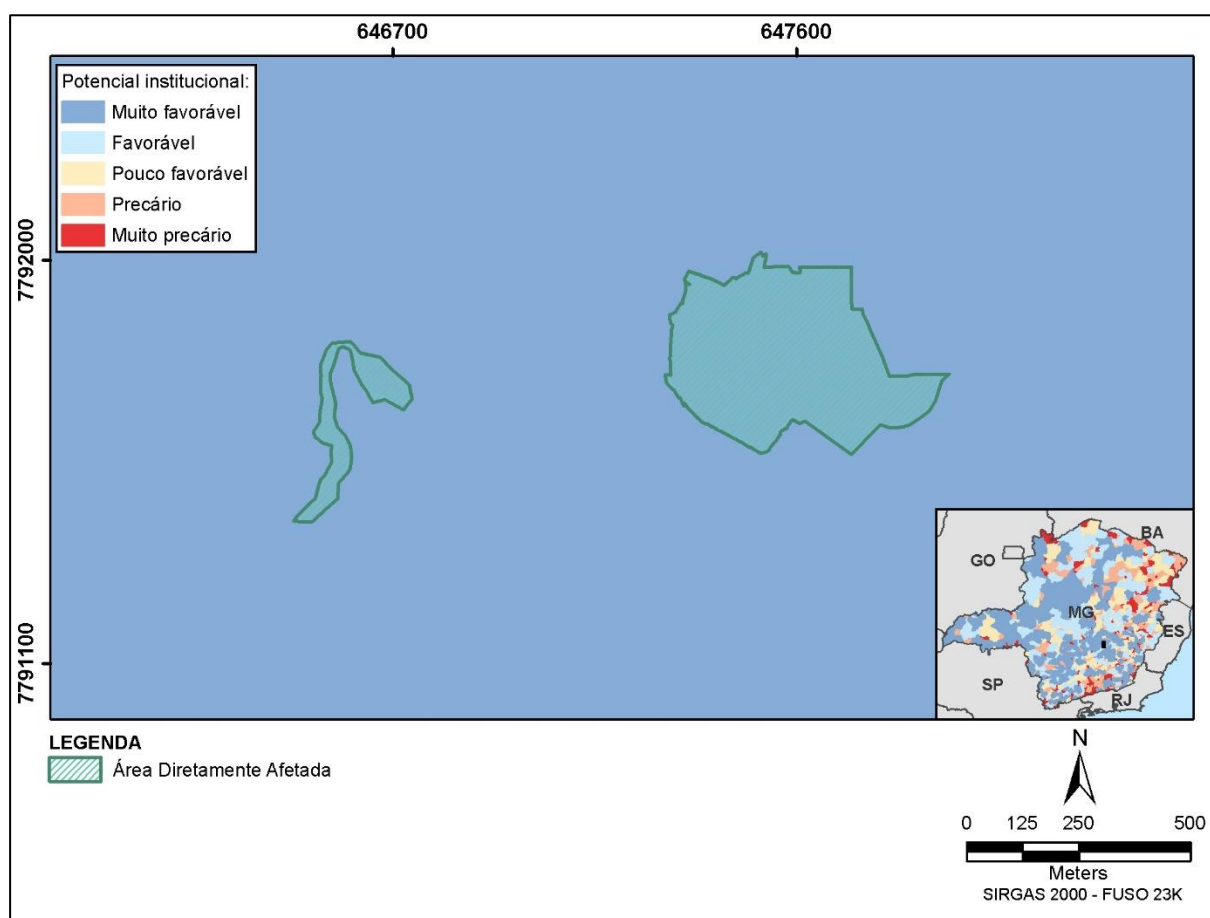 646700
647600
Potencial institucional:
Muito favorável
Favorável
Pouco favorável
Precário
Muito precário
7792000
7791100
BA
GO
MG
ES
SP
RJ
LEGENDA
Área Diretamente Afetada
N
0 125 250 500
Meters
SIRGAS 2000 - FUSO 23K